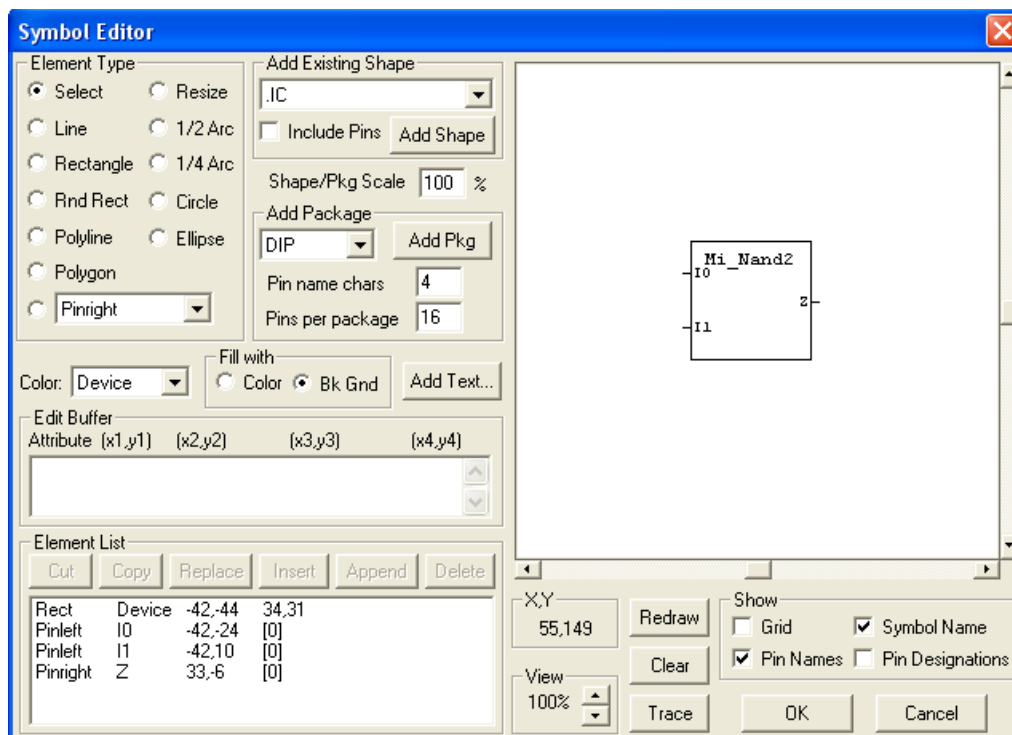 Symbol Editor
Element Type
Select
Resize
Line
1/2 Arc
Rectangle
1/4 Arc
Rnd Rect
Circle
Polyline
Ellipse
Polygon
Pinright
Add Existing Shape
.IC
Include Pins
Add Shape
Shape/Pkg Scale 100 %
Add Package
DIP
Add Pkg
Pin name chars 4
Pins per package 16
Color: Device
Fill with
Color
Bk Gnd
Add Text...
Edit Buffer
Attribute (x1,y1) (x2,y2) (x3,y3) (x4,y4)
Element List
Cut Copy Replace Insert Append Delete
Rect Device -42,-44 34,31
Pinleft I0 -42,-24 [0]
Pinleft I1 -42,10 [0]
Pinright Z 33,-6 [0]
Mi_Nand2
I0
Z
I1
X,Y
55,149
View
100%
Redraw
Clear
Trace
Show
Grid
Symbol Name
Pin Names
Pin Designations
OK
Cancel